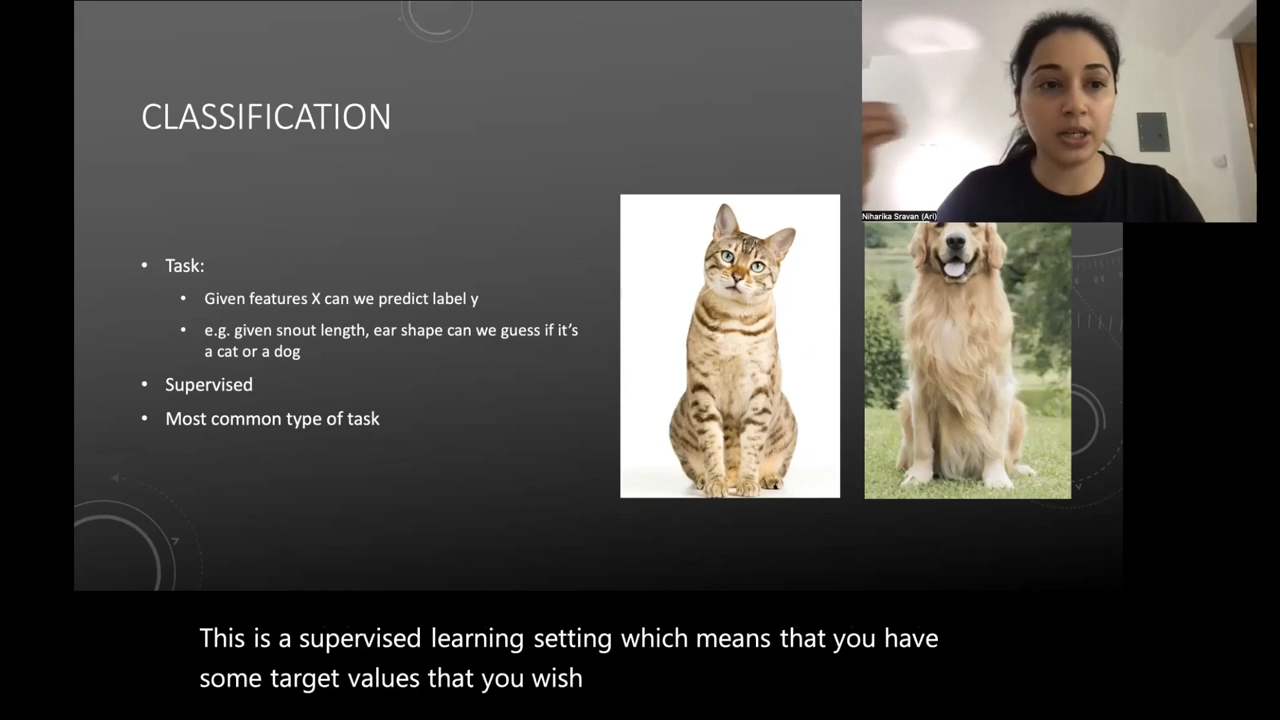 CLASSIFICATION
Niharika Sravan (Ari)
• Task:
• Given features X can we predict label y
• e.g. given snout length, ear shape can we guess if it's
a cat or a dog
• Supervised
• Most common type of task
This is a supervised learning setting which means that you have
some target values that you wish